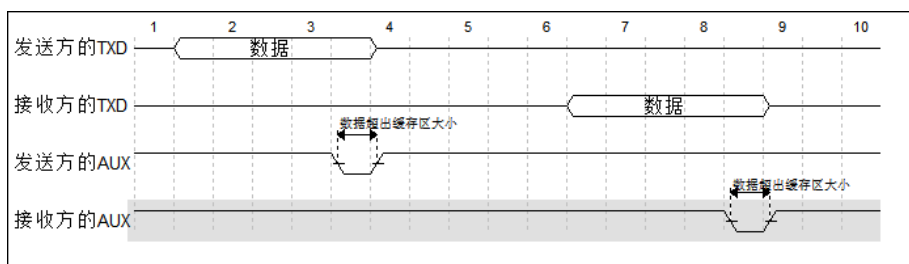 1 2 3 4 5 6 7 8 9 10
发送方的TXD 数据
接收方的TXD 数据
数据超出缓存区大小
发送方的AUX
数据超出缓存区大小
接收方的AUX